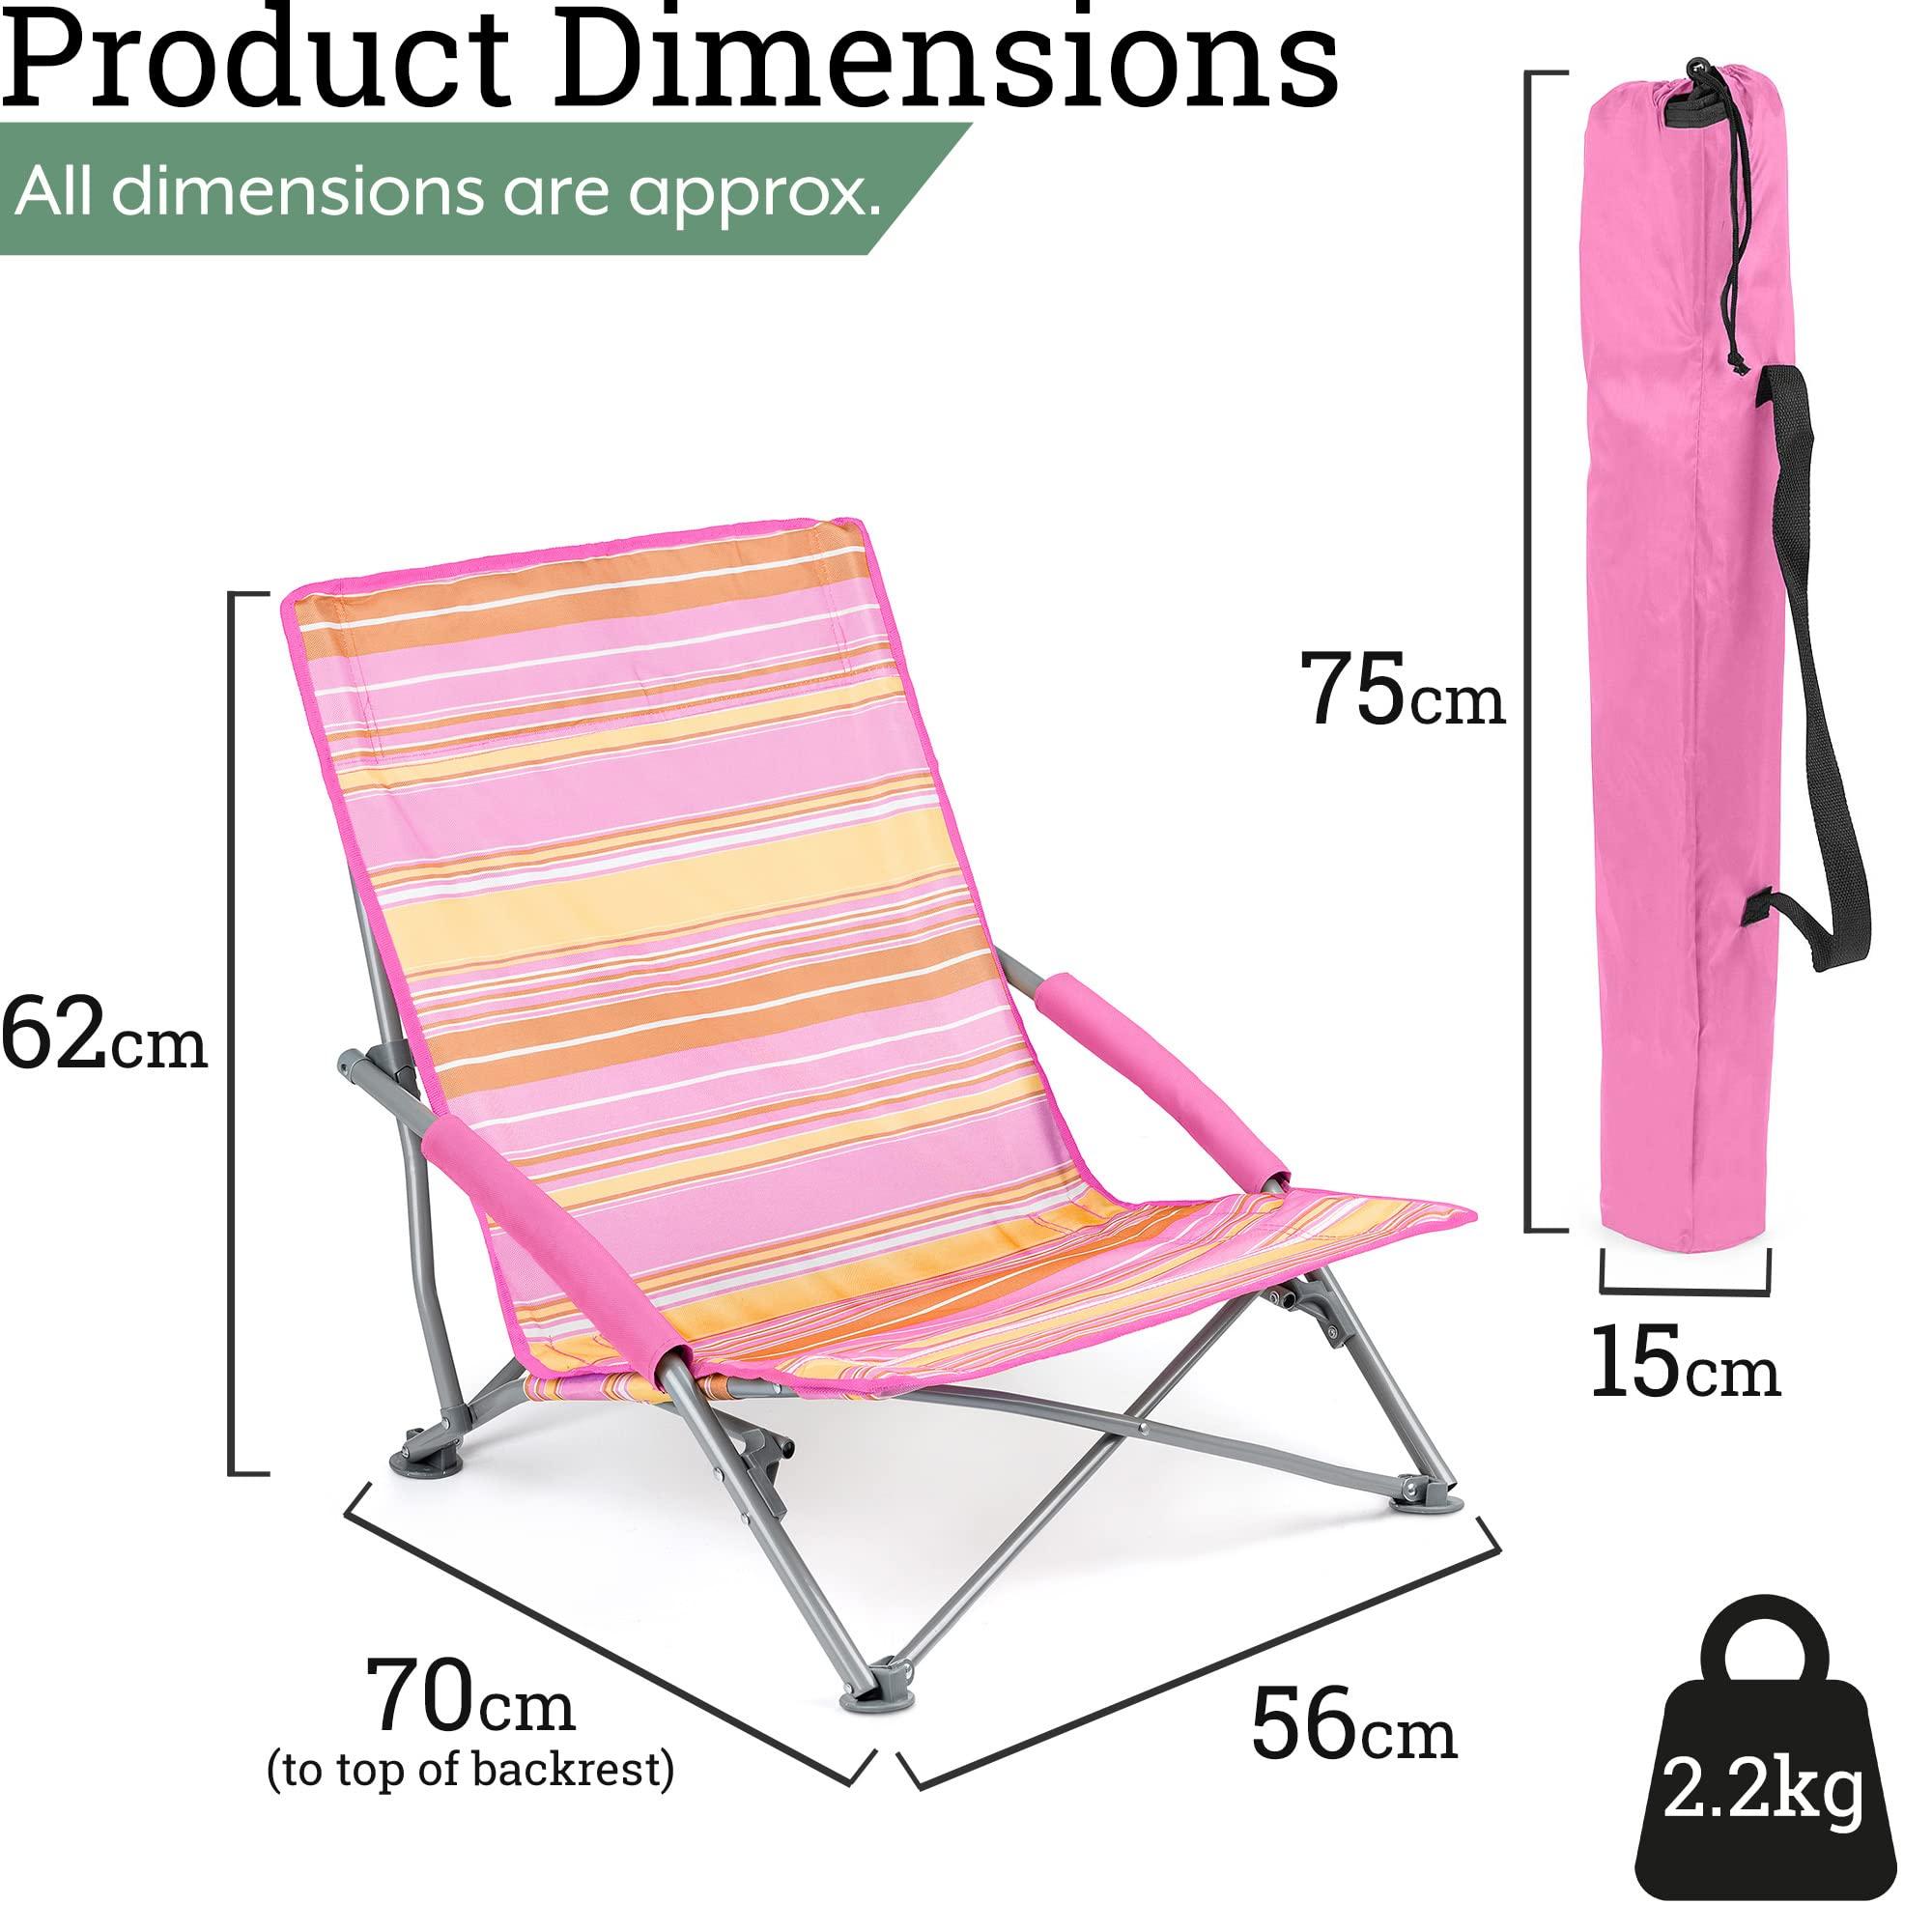 Product Dimensions
All dimensions are approx.
75cm
62cm
15cm
70cm
(to top of backrest)
56cm
2.2kg